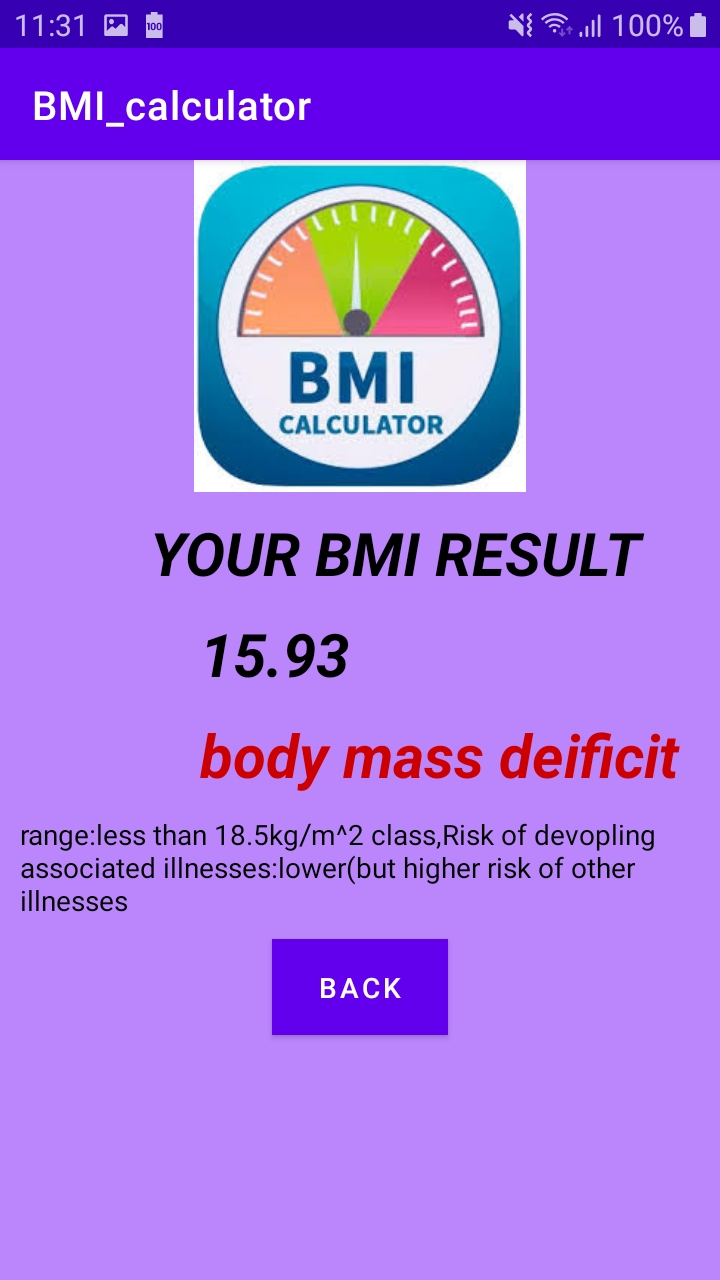 11:31 100 100%
BMI_calculator
BMI
CALCULATOR
YOUR BMI RESULT
15.93
body mass deificit
range:less than 18.5kg/m^2 class,Risk of devopling
associated illnesses:lower(but higher risk of other
illnesses
BACK